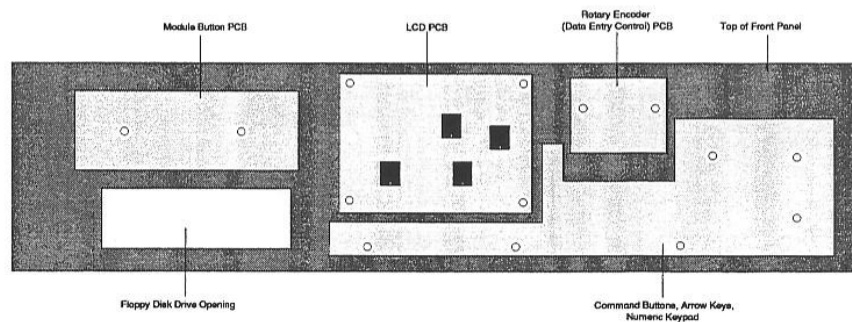 Module Button PCB
LCD PCB
Rotary Encoder
(Data Entry Control) PCB
Top of Front Panel
Floppy Disk Drive Opening
Command Buttons, Arrow Keys,
Numeric Keypad